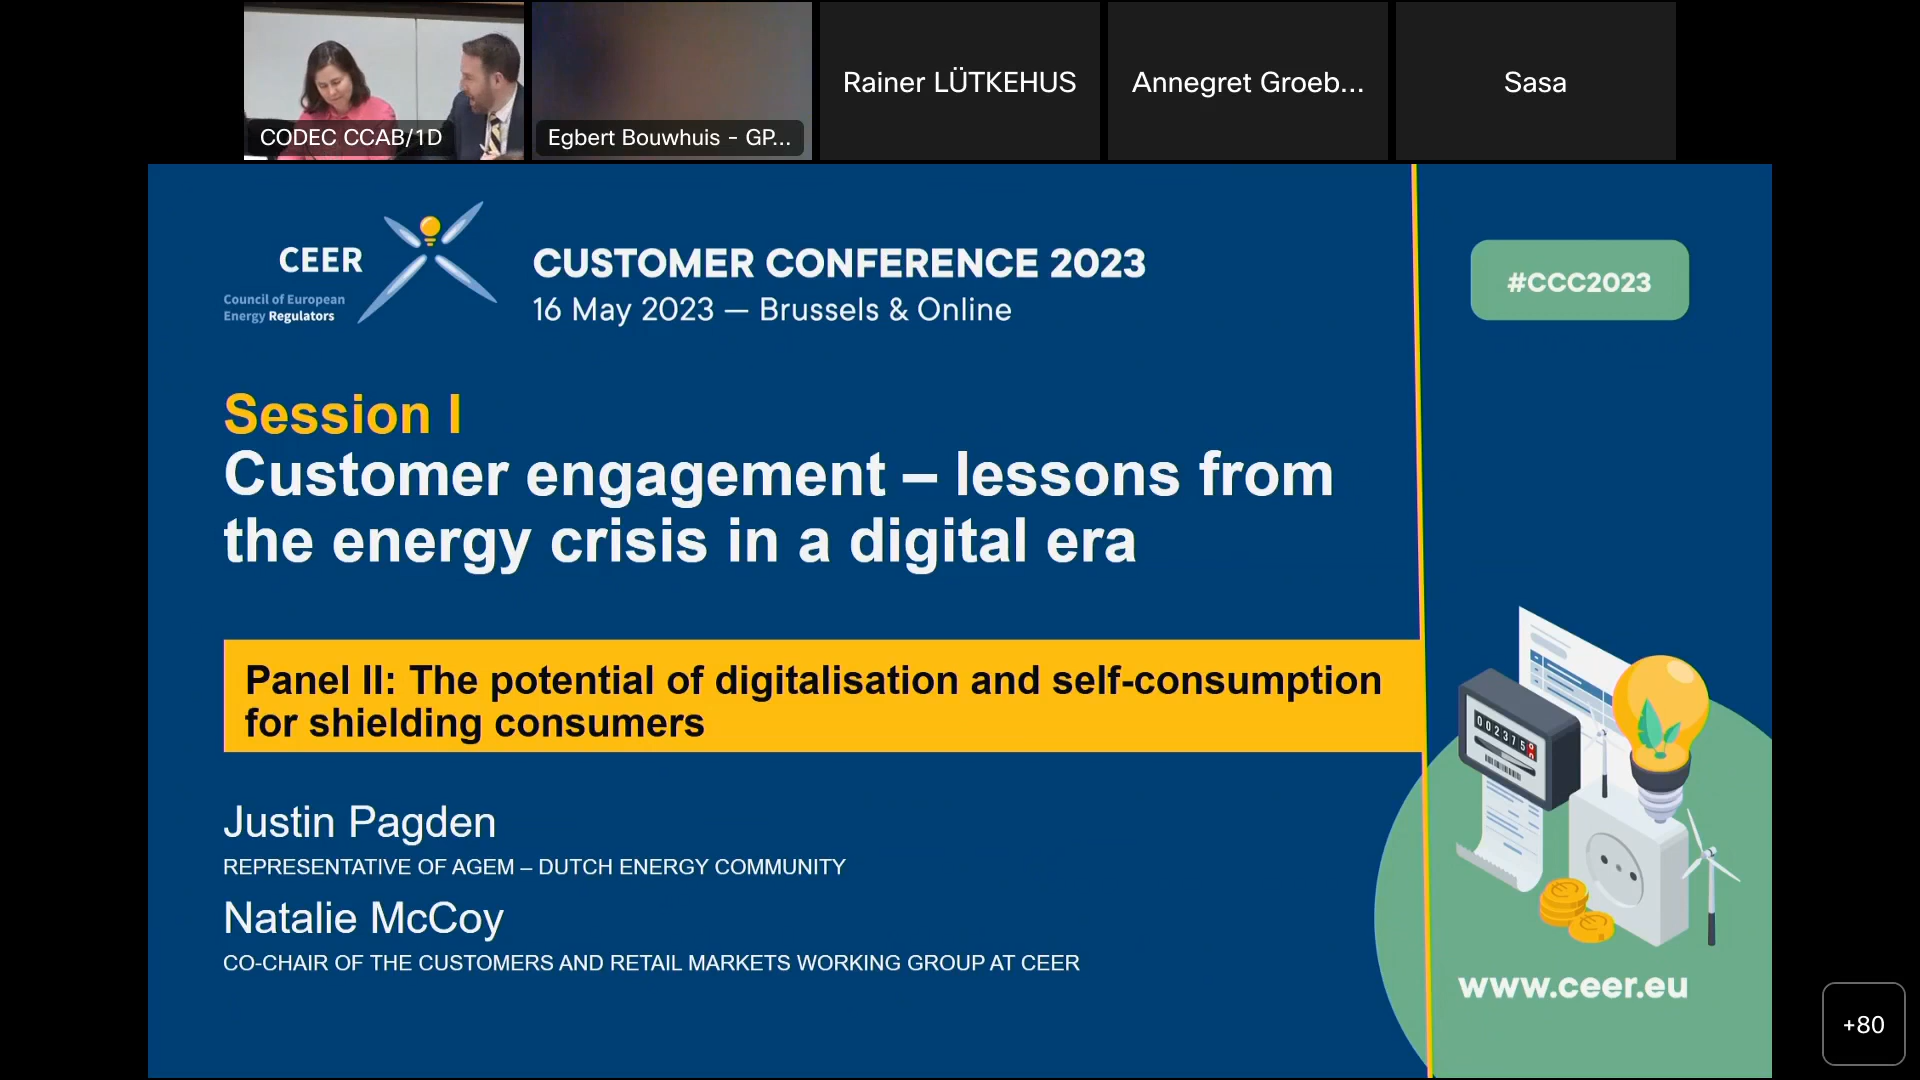 CODEC CCAB/1D
Egbert Bouwhuis - GP...
Rainer LÜTKEHUS
Annegret Groeb...
Sasa
CEER
Council of European
Energy Regulators
CUSTOMER CONFERENCE 2023
16 May 2023 — Brussels & Online
#CCC2023
Session I
Customer engagement – lessons from
the energy crisis in a digital era
Panel II: The potential of digitalisation and self-consumption
for shielding consumers
Justin Pagden
REPRESENTATIVE OF AGEM – DUTCH ENERGY COMMUNITY
Natalie McCoy
CO-CHAIR OF THE CUSTOMERS AND RETAIL MARKETS WORKING GROUP AT CEER
www.ceer.eu
+80